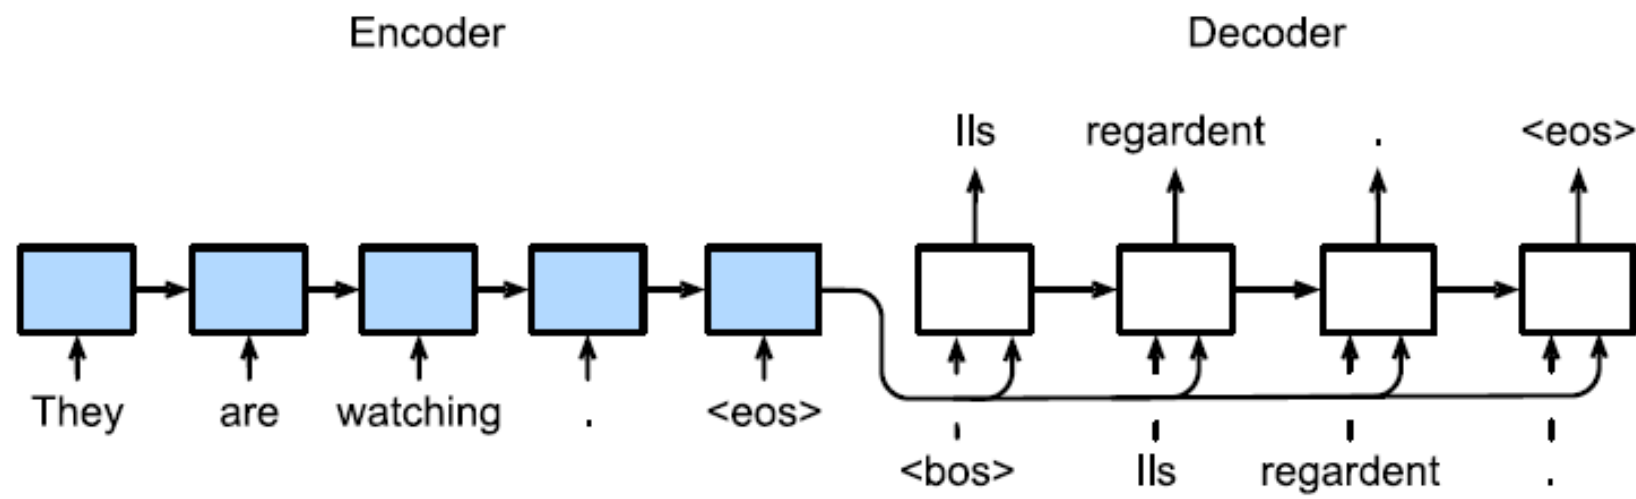 Encoder Decoder
Ils regardent . <eos>
They are watching . <eos>
<bos> Ils regardent .